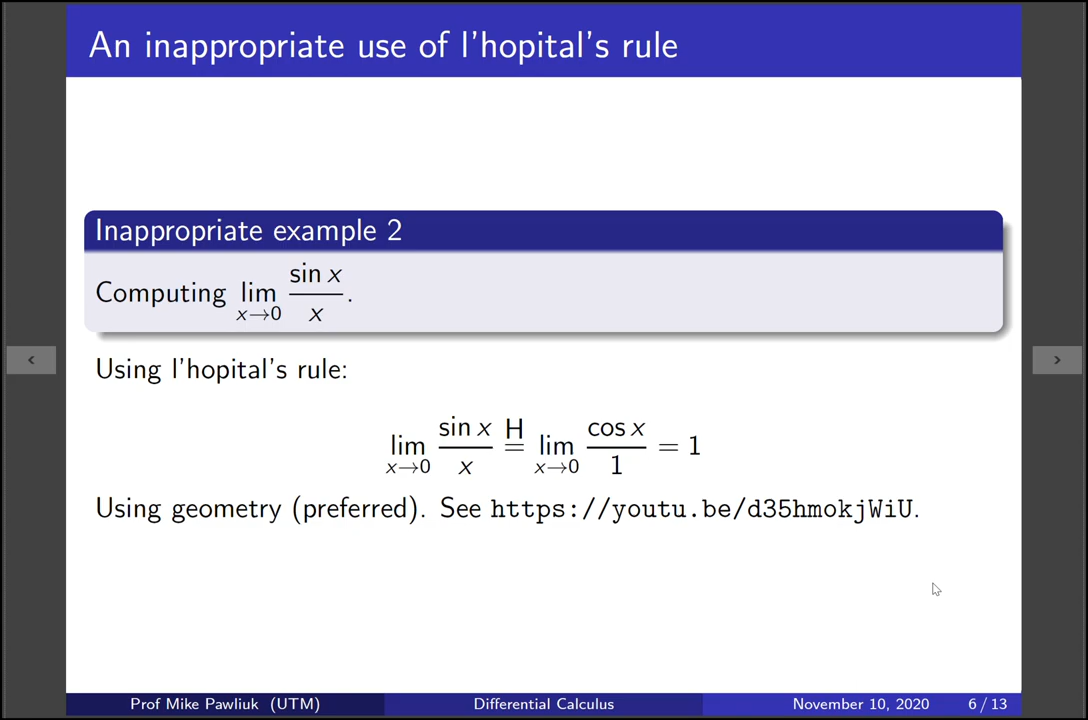 An inappropriate use of l'hopital's rule
Inappropriate example 2
Computing lim x→0 sin x / x.
Using l'hopital's rule:
lim x→0 sin x / x H= lim x→0 cos x / 1 = 1
Using geometry (preferred). See https://youtu.be/d35hmokjWiU.
Prof Mike Pawliuk (UTM) Differential Calculus November 10, 2020 6 / 13